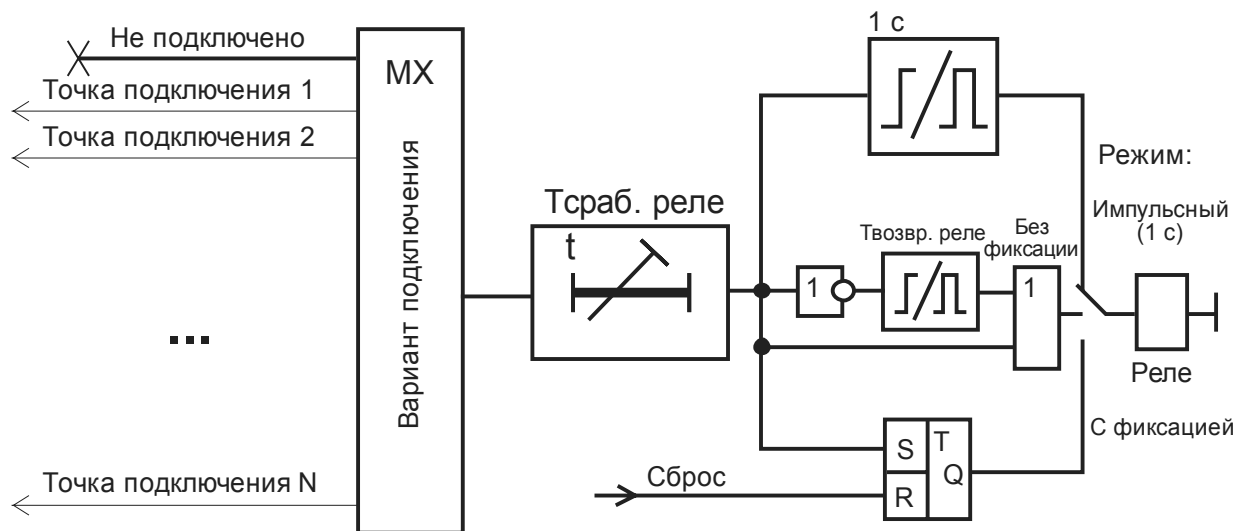 Не подключено
Точка подключения 1
Точка подключения 2
...
Точка подключения N
MX
Вариант подключения
Тсраб. реле
t
1 с
1
Твозвр. реле
Без
фиксации
1
Режим:
Импульсный
(1 с)
Реле
С фиксацией
S
T
R
Q
Сброс